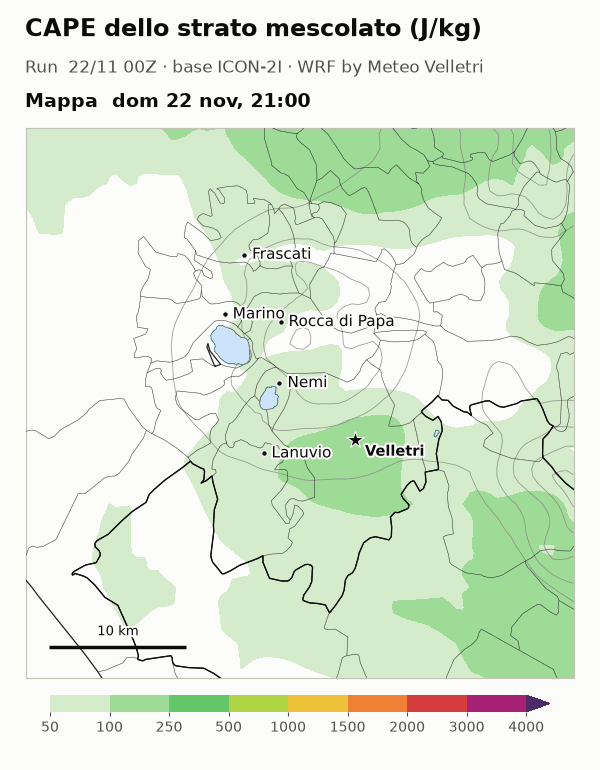 CAPE dello strato mescolato (J/kg)
Run 22/11 00Z · base ICON-2I · WRF by Meteo Velletri
Mappa dom 22 nov, 21:00
Frascati
Marino
Rocca di Papa
Nemi
Velletri
Lanuvio
10 km
50 100 250 500 1000 1500 2000 3000 4000